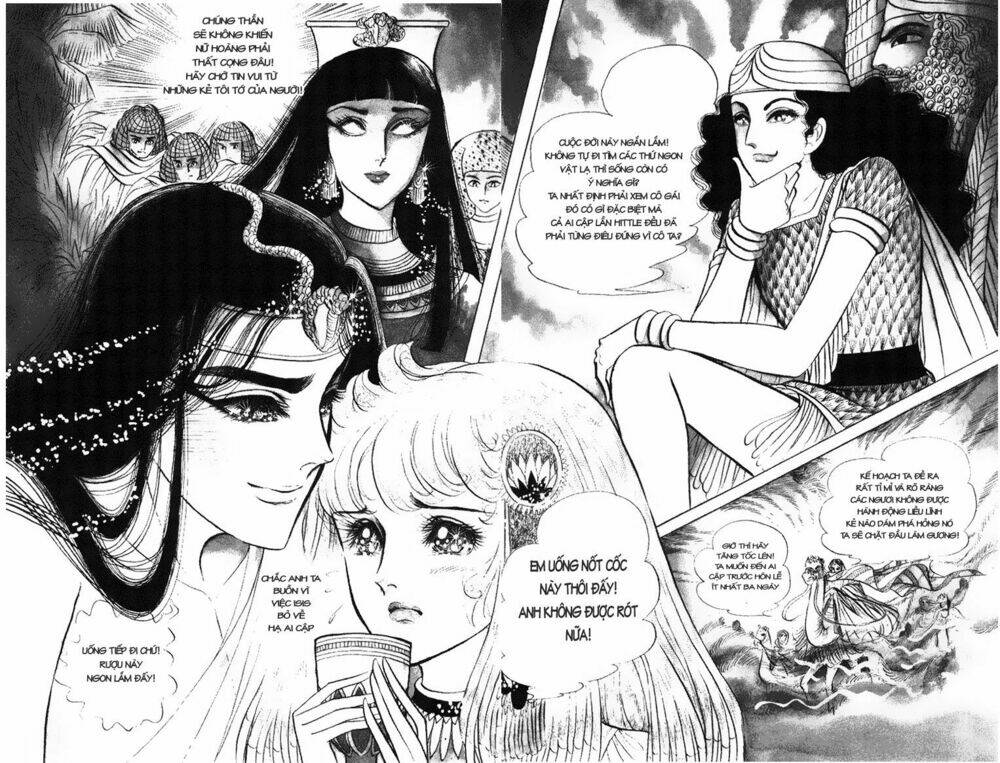 CHÚNG THẦN
SẼ KHÔNG KHIẾN
NỮ HOÀNG PHẢI
THẤT VỌNG ĐÂU!
HÃY CHỜ TIN VUI TỪ
NHỮNG KẺ TÔI TỚ CỦA NGƯỜI!
CUỘC ĐỜI NÀY NGẮN LẮM!
KHÔNG TỰ ĐI TÌM CÁC THỨ NGON
VẬT LẠ THÌ SỐNG CÒN CÓ
Ý NGHĨA GÌ?
TA NHẤT ĐỊNH PHẢI XEM CÔ GÁI
ĐÓ CÓ GÌ ĐẶC BIỆT MÀ
CẢ AI CẬP LẪN HITTLE ĐỀU ĐÃ
PHẢI TỪNG ĐIÊU ĐỨNG VÌ CÔ TA?
KẾ HOẠCH TA ĐỀ RA
RẤT TỈ MỈ VÀ RÕ RÀNG
CÁC NGƯƠI KHÔNG ĐƯỢC
HÀNH ĐỘNG LIỀU LĨNH
KẺ NÀO DÁM PHÁ HỎNG NÓ
TA SẼ CHẶT ĐẦU LÀM GƯƠNG!
GIỜ THÌ HÃY
TĂNG TỐC LÊN!
TA MUỐN ĐẾN AI
CẬP TRƯỚC HÔN LỄ
ÍT NHẤT BA NGÀY
EM UỐNG NỐT CỐC
NÀY THÔI ĐẤY!
ANH KHÔNG ĐƯỢC RÓT
NỮA!
CHẮC ANH TA
BUỒN VÌ
VIỆC ISIS
BỎ VỀ
HẠ AI CẬP
UỐNG TIẾP ĐI CHỨ!
RƯỢU NÀY
NGON LẮM ĐẤY!